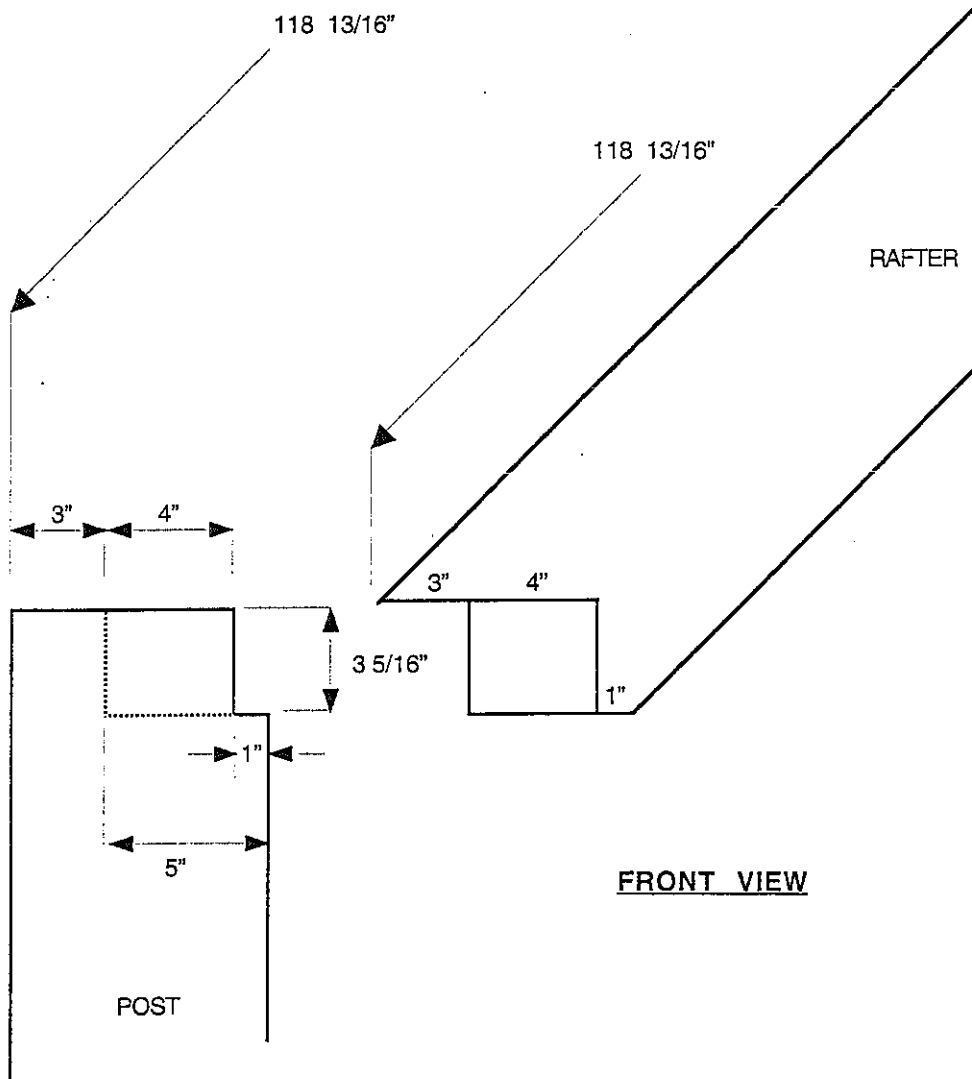 118 13/16"
118 13/16"
RAFTER
3" 4"
3" 4"
3 5/16"
1"
1"
5"
FRONT VIEW
POST